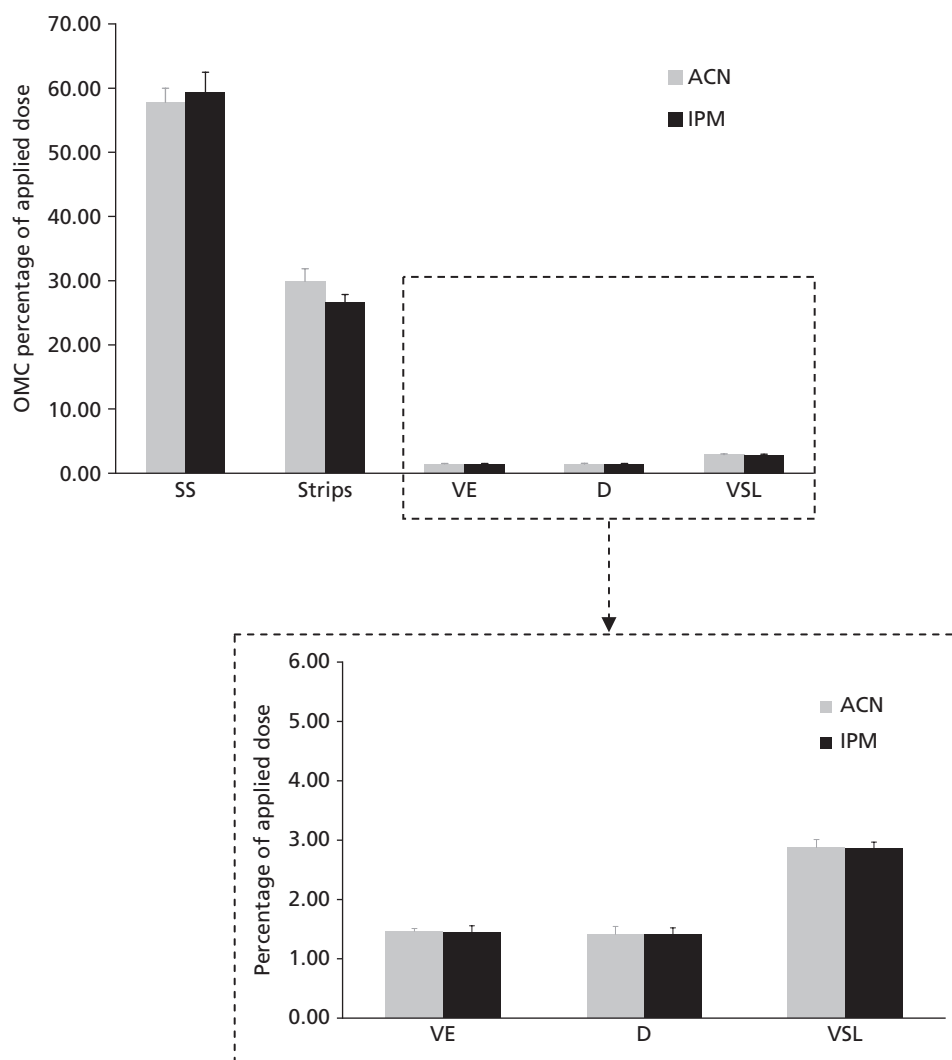 OMC percentage of applied dose
70.00
60.00
50.00
40.00
30.00
20.00
10.00
0.00
ACN
IPM
SS Strips VE D VSL
Percentage of applied dose
6.00
5.00
4.00
3.00
2.00
1.00
0.00
ACN
IPM
VE D VSL